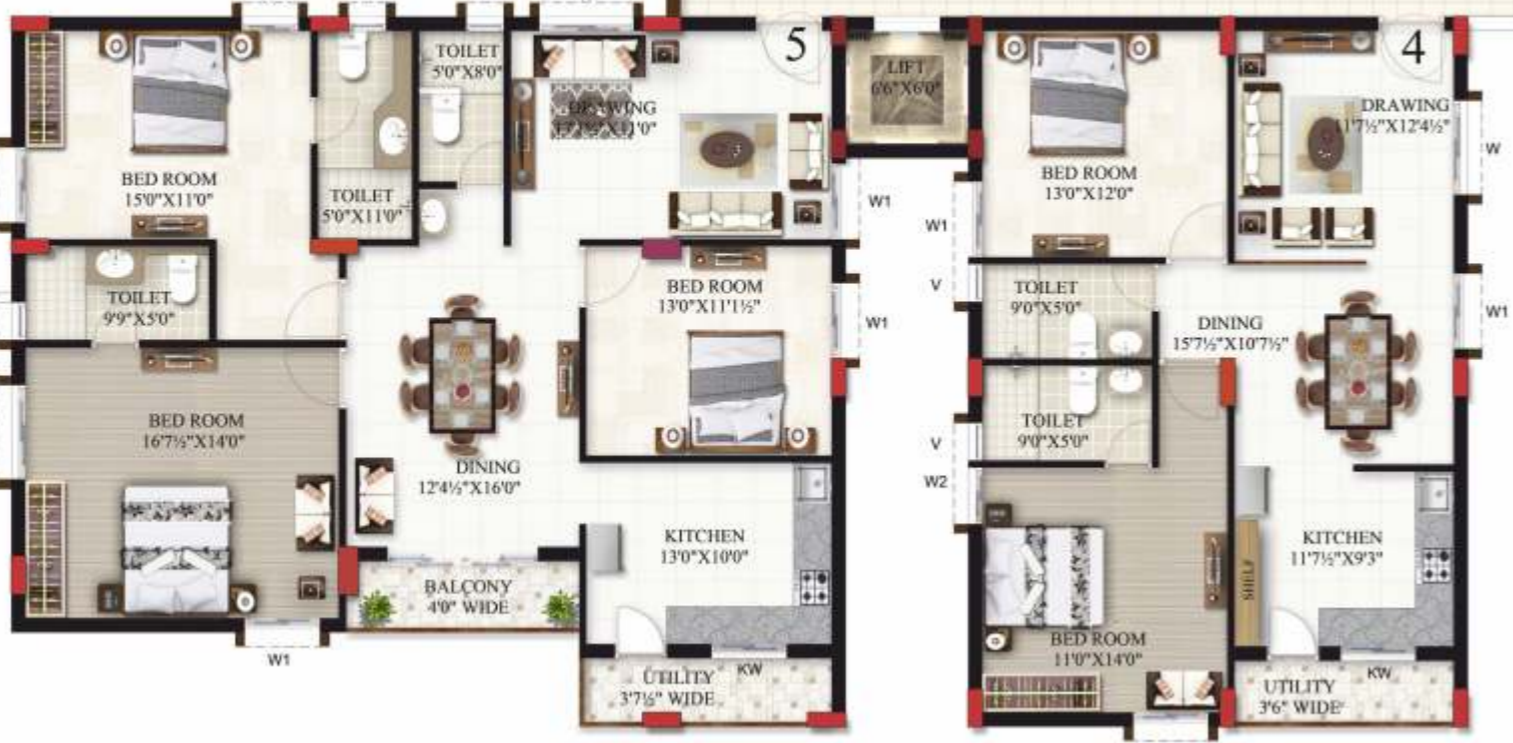 5
TOILET
5'0"X8'0"
DRAWING
LIFT
6'6"X6'0"
BED ROOM
15'0"X11'0"
TOILET
5'0"X11'0"
TOILET
9'9"X5'0"
BED ROOM
13'0"X11'1½"
BED ROOM
16'7½"X14'0"
DINING
12'4½"X16'0"
KITCHEN
13'0"X10'0"
BALCONY
4'0" WIDE
UTILITY
3'7½" WIDE
KW
W1
W1
W1
4
DRAWING
11'7½"X12'4½"
W
BED ROOM
13'0"X12'0"
W1
V
TOILET
9'0"X5'0"
DINING
15'7½"X10'7½"
W1
TOILET
9'0"X5'0"
V
W2
KITCHEN
11'7½"X9'3"
SHELF
BED ROOM
11'0"X14'0"
UTILITY
3'6" WIDE
KW